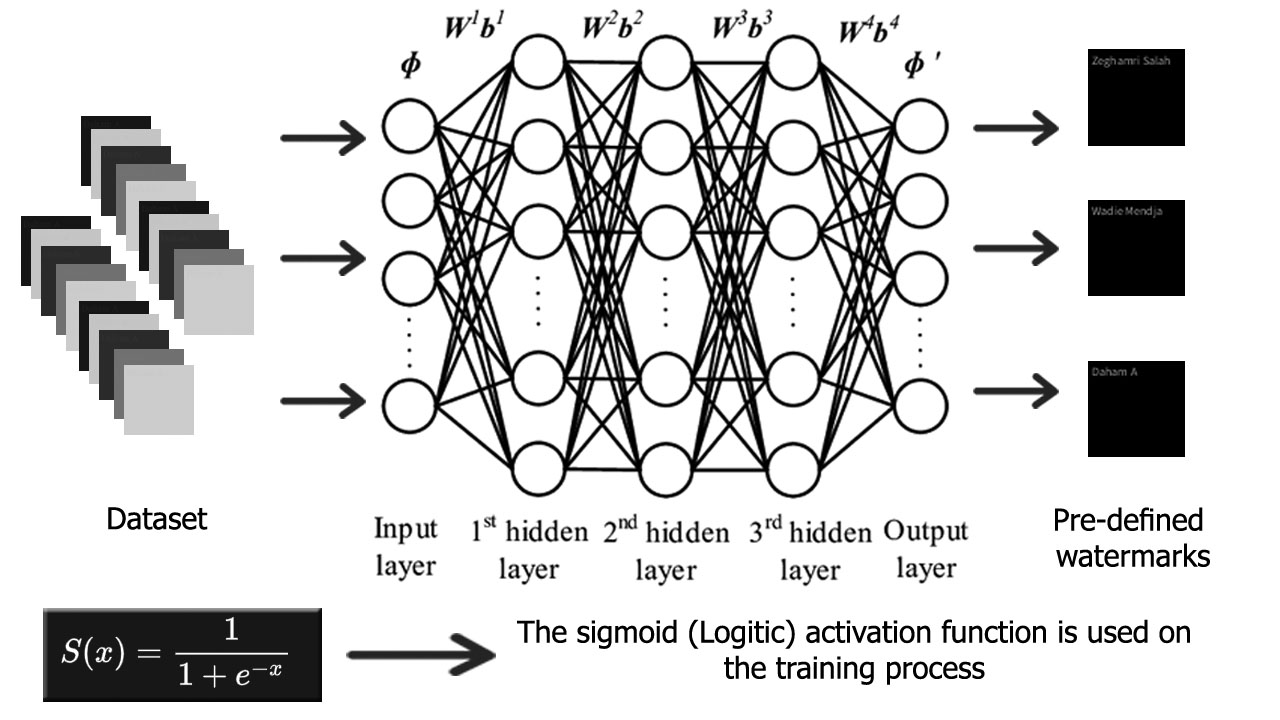 W¹b¹ W²b² W³b³ W⁴b⁴
ϕ ϕ '
Zeghamri Salah
Wadie Mendja
Daham A
Dataset
Input layer
1st hidden layer
2nd hidden layer
3rd hidden layer
Output layer
Pre-defined
watermarks
S(x) = 1 / (1 + e^{-x})
The sigmoid (Logitic) activation function is used on
the training process